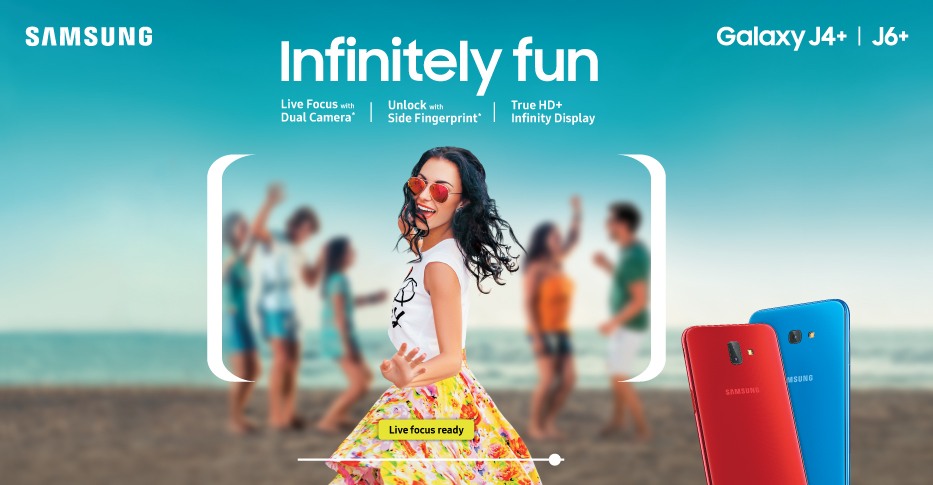 SAMSUNG
Galaxy J4+ | J6+
Infinitely fun
Live Focus with
Dual Camera*
Unlock with
Side Fingerprint*
True HD+
Infinity Display
Live focus ready
SAMSUNG
MSUNG